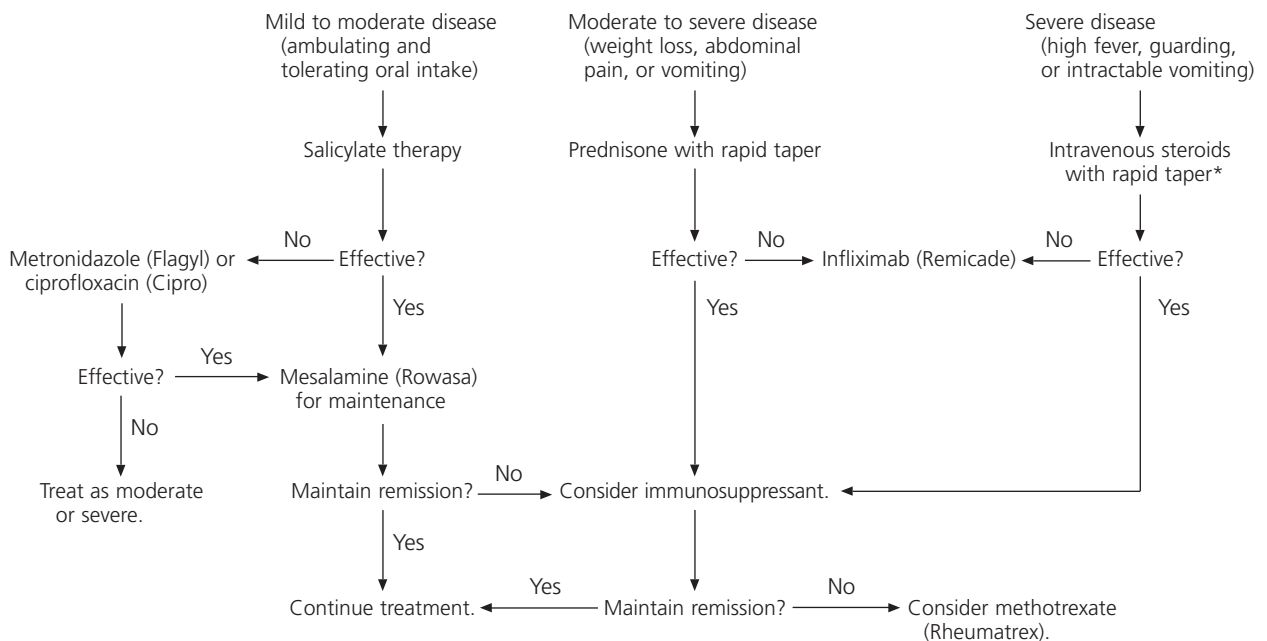 Mild to moderate disease
(ambulating and
tolerating oral intake)
Moderate to severe disease
(weight loss, abdominal
pain, or vomiting)
Severe disease
(high fever, guarding,
or intractable vomiting)
Salicylate therapy
Prednisone with rapid taper
Intravenous steroids
with rapid taper*
Metronidazole (Flagyl) or
ciprofloxacin (Cipro)
No
Effective?
Effective?
No
Infliximab (Remicade)
No
Effective?
Yes
Yes
Yes
Effective?
Yes
Mesalamine (Rowasa)
for maintenance
No
Treat as moderate
or severe.
Maintain remission?
No
Consider immunosuppressant.
Yes
Continue treatment.
Yes
Maintain remission?
No
Consider methotrexate
(Rheumatrex).